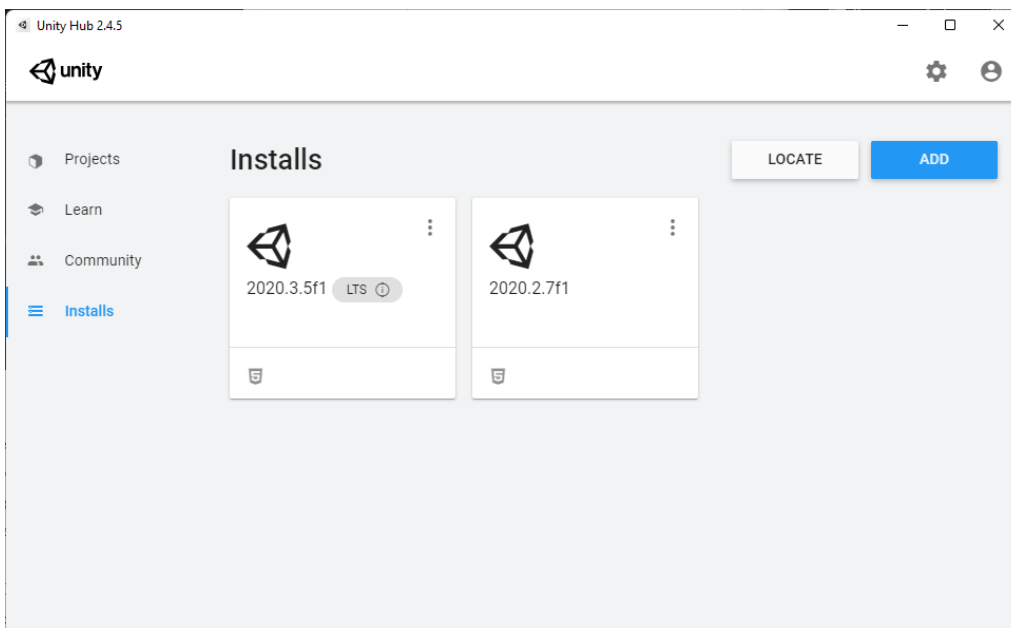 Unity Hub 2.4.5
unity
Projects
Learn
Community
Installs
Installs
LOCATE
ADD
2020.3.5f1 LTS
2020.2.7f1